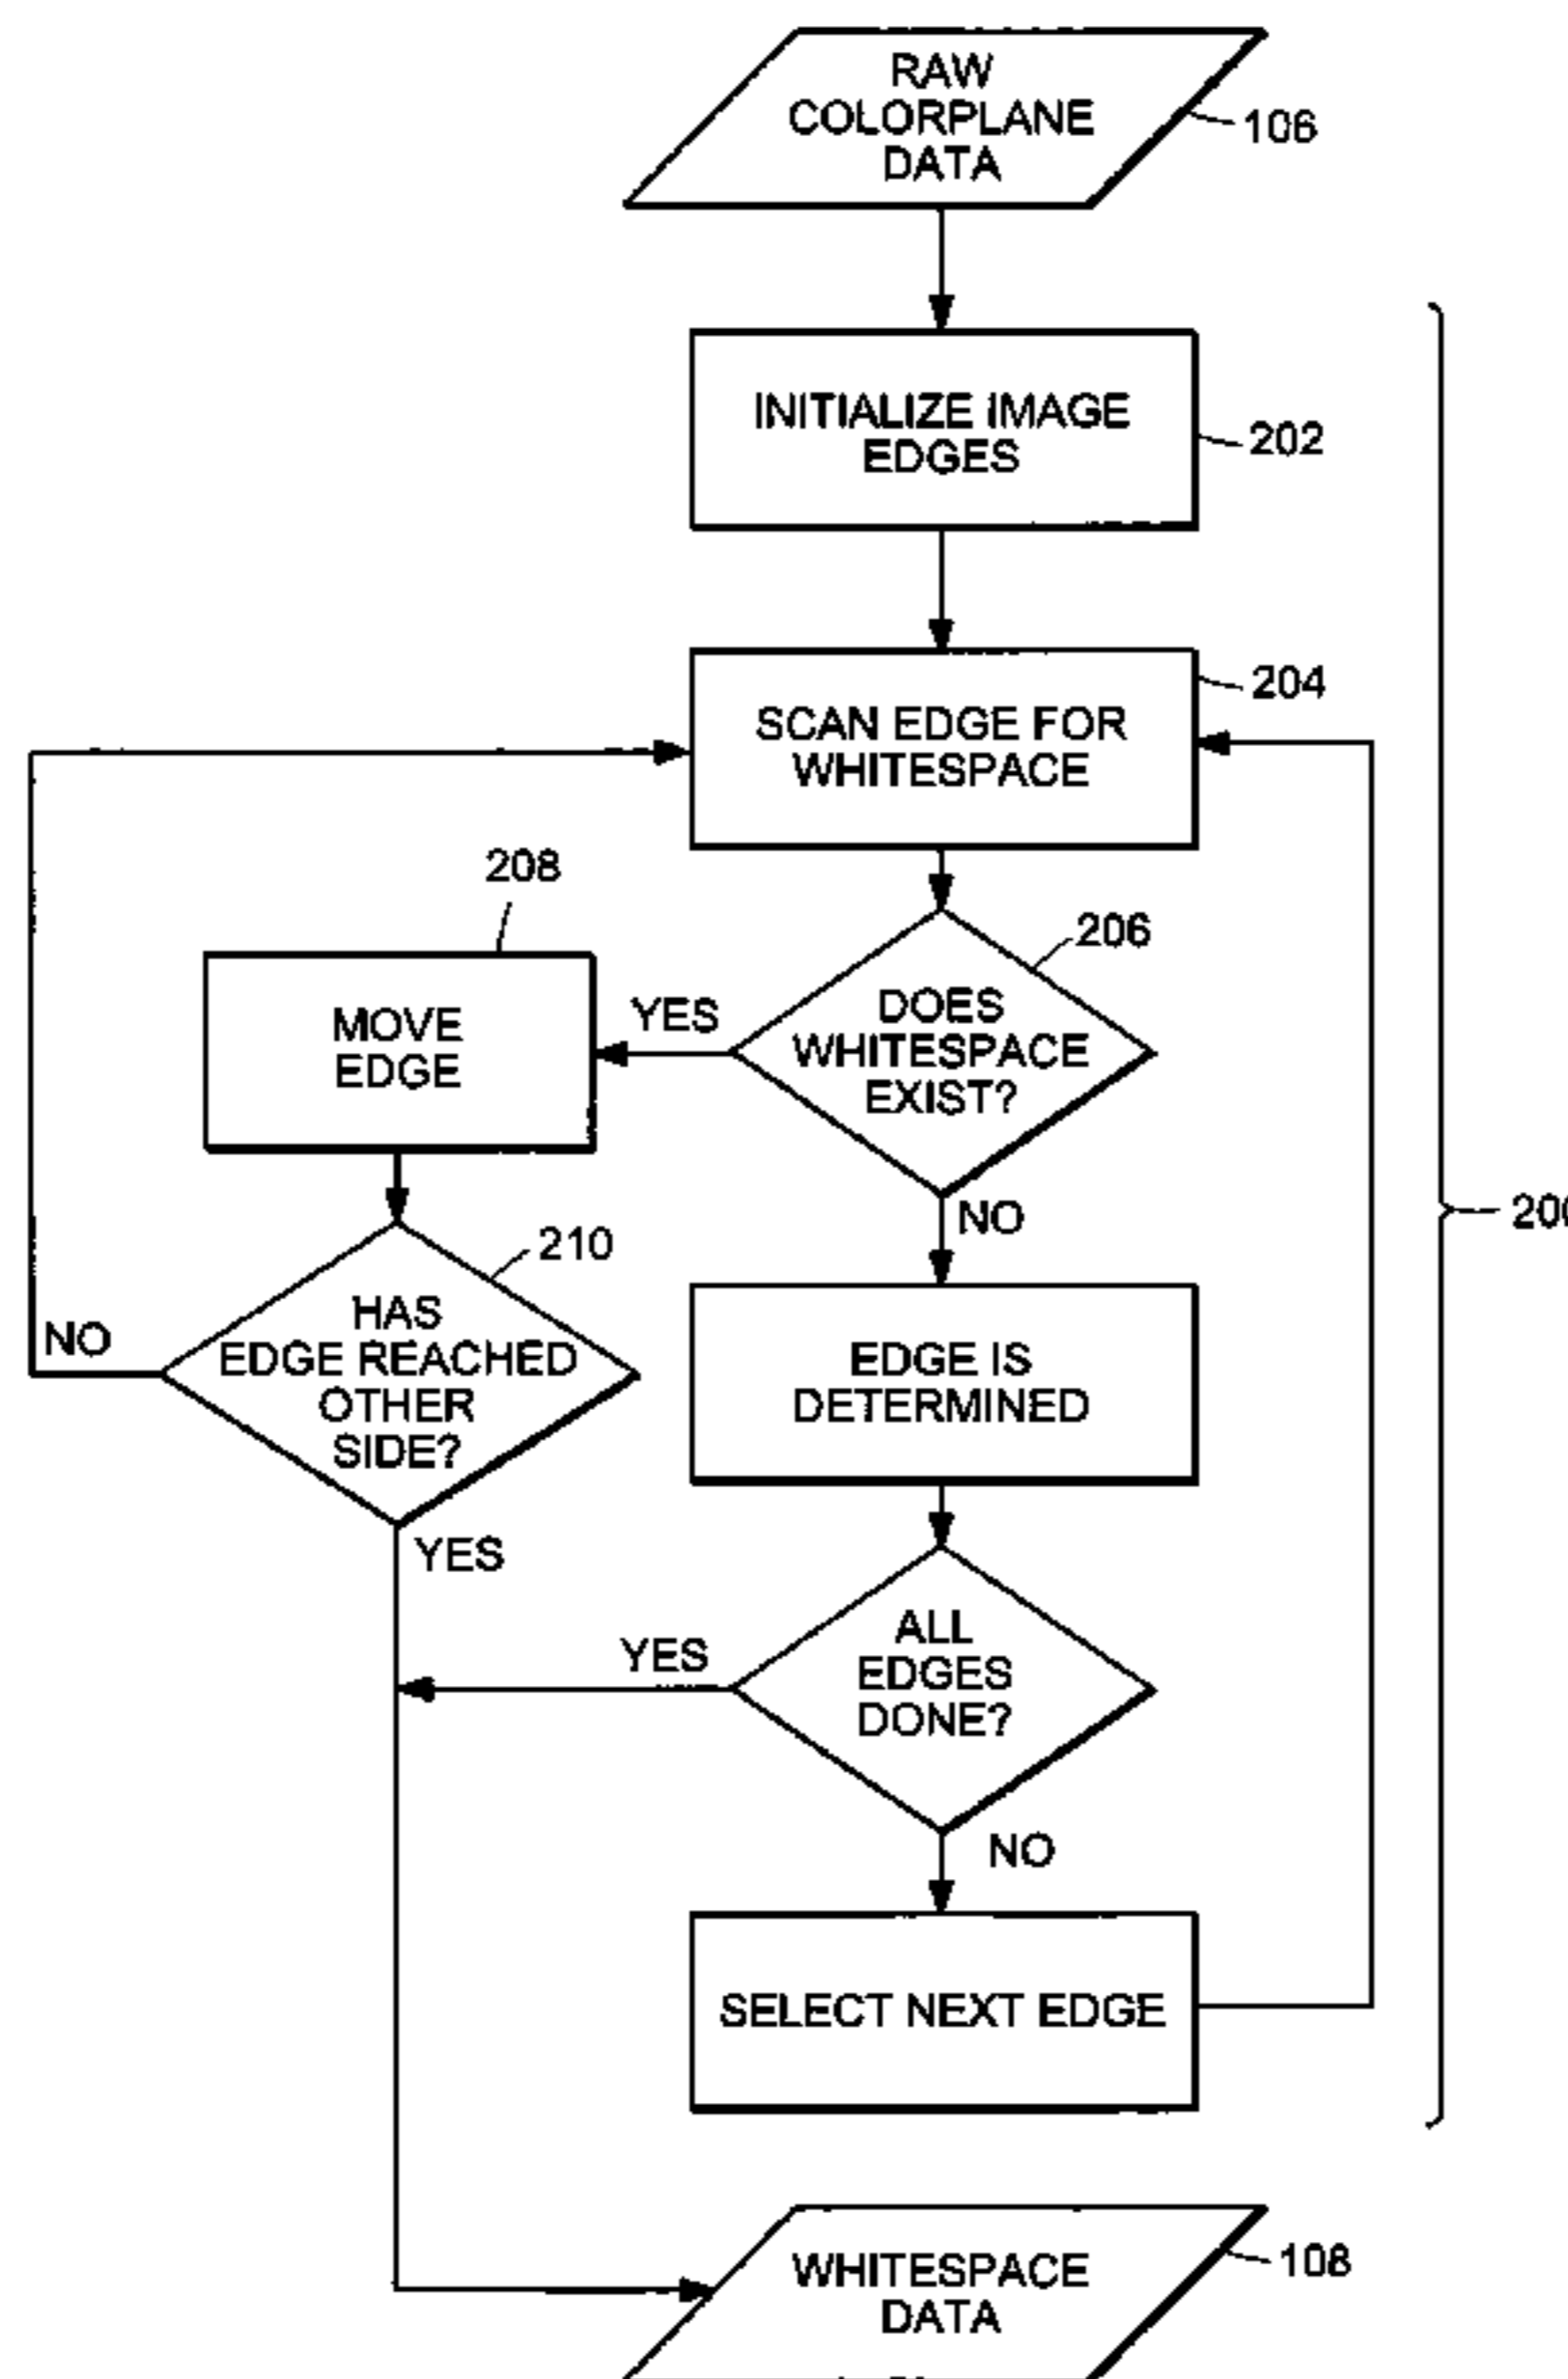 RAW
COLORPLANE
DATA
106
INITIALIZE IMAGE
EDGES
202
SCAN EDGE FOR
WHITESPACE
204
208
206
MOVE
EDGE
YES
DOES
WHITESPACE
EXIST?
NO
210
HAS
EDGE REACHED
OTHER
SIDE?
NO
EDGE IS
DETERMINED
YES
YES
ALL
EDGES
DONE?
NO
SELECT NEXT EDGE
WHITESPACE
DATA
108